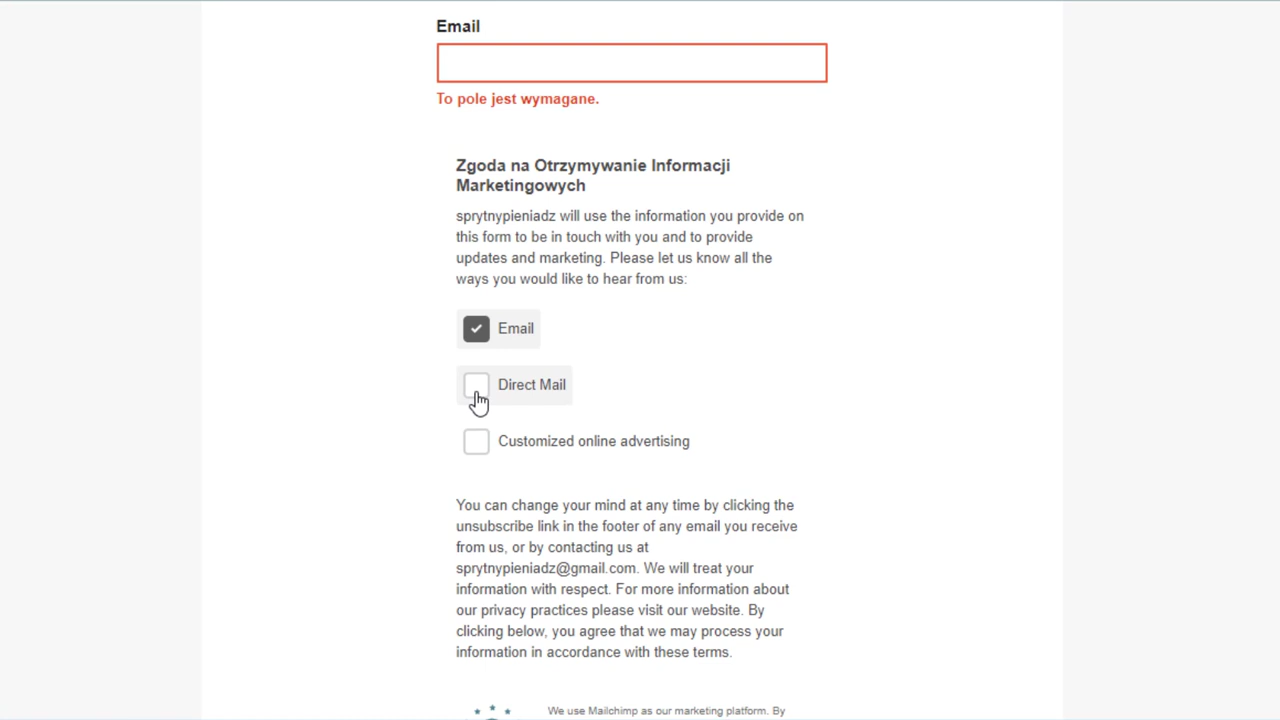 Email
To pole jest wymagane.
Zgoda na Otrzymywanie Informacji
Marketingowych
sprytnypieniadz will use the information you provide on
this form to be in touch with you and to provide
updates and marketing. Please let us know all the
ways you would like to hear from us:
Email
Direct Mail
Customized online advertising
You can change your mind at any time by clicking the
unsubscribe link in the footer of any email you receive
from us, or by contacting us at
sprytnypieniadz@gmail.com. We will treat your
information with respect. For more information about
our privacy practices please visit our website. By
clicking below, you agree that we may process your
information in accordance with these terms.
We use Mailchimp as our marketing platform. By